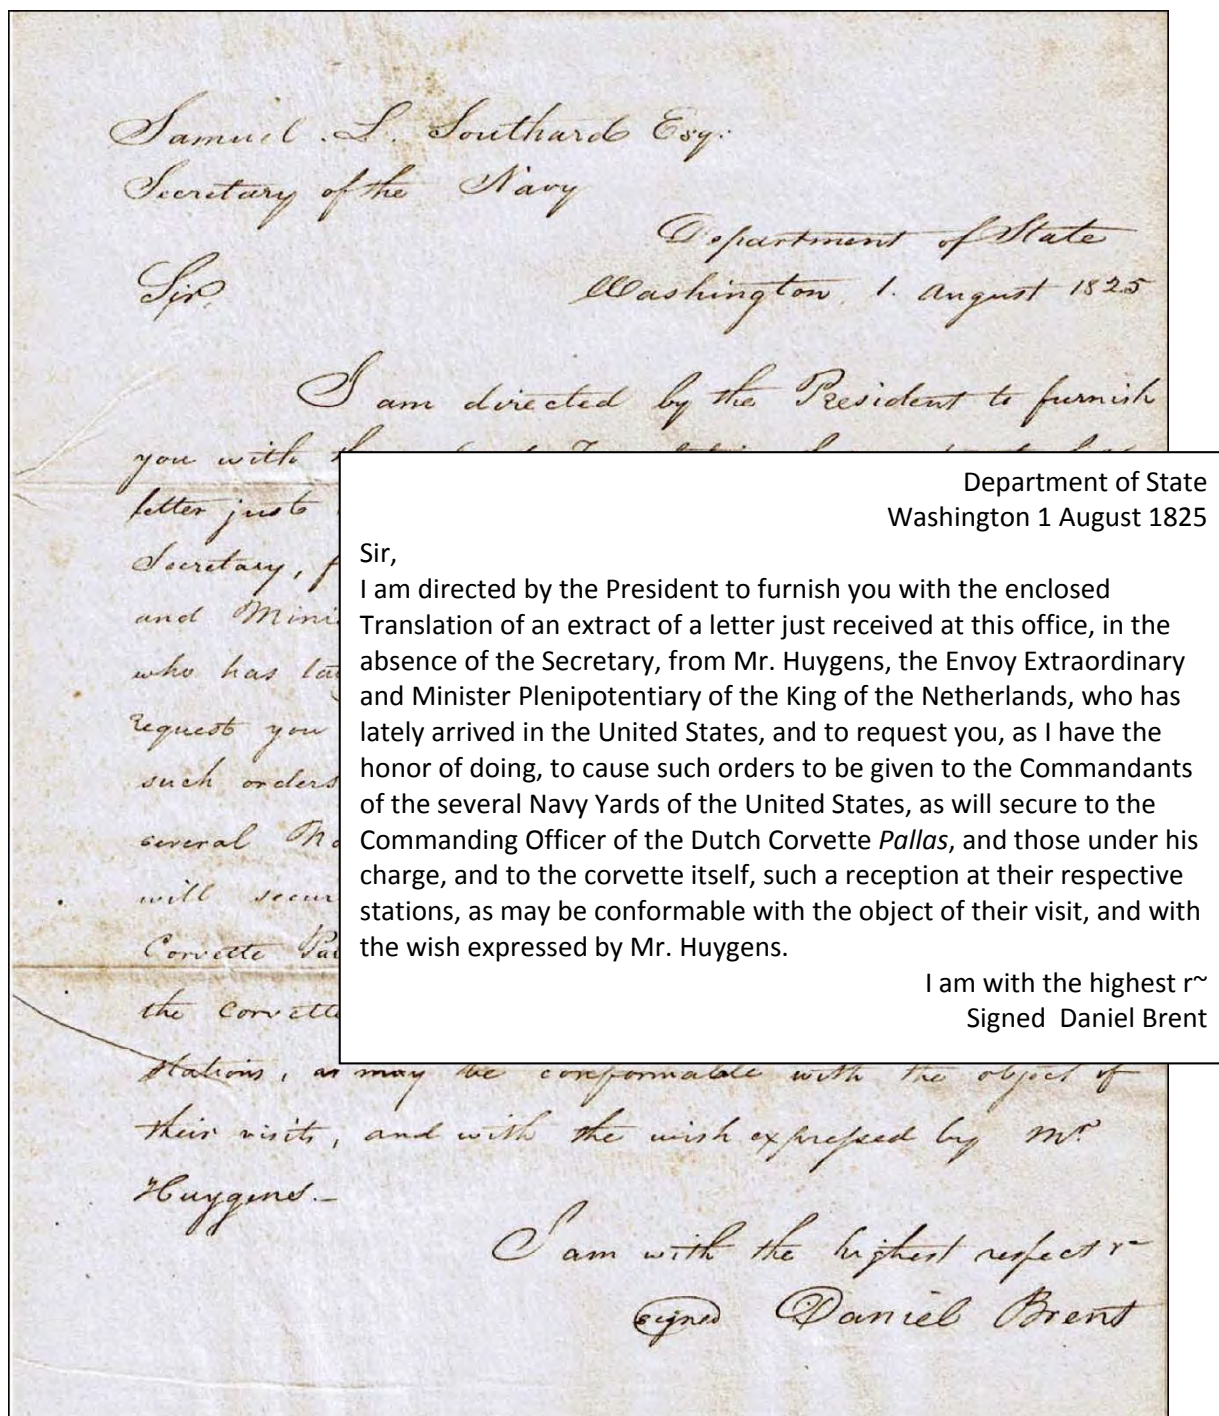 Samuel . L. Southard Esq:
Secretary of the Navy
Department of State
Sir,
Washington, 1. August 1825
I am directed by the President to furnish
you with
letter just
Secretary,
and
who has
request you
such orders
several
will
Corvette
the corvette
stations, as may be conformable with the object of
their visits, and with the wish expressed by Mr.
Huygens.—
I am with the highest respect r~
signed Daniel Brent
Department of State
Washington 1 August 1825
Sir,
I am directed by the President to furnish you with the enclosed
Translation of an extract of a letter just received at this office, in the
absence of the Secretary, from Mr. Huygens, the Envoy Extraordinary
and Minister Plenipotentiary of the King of the Netherlands, who has
lately arrived in the United States, and to request you, as I have the
honor of doing, to cause such orders to be given to the Commandants
of the several Navy Yards of the United States, as will secure to the
Commanding Officer of the Dutch Corvette Pallas, and those under his
charge, and to the corvette itself, such a reception at their respective
stations, as may be conformable with the object of their visit, and with
the wish expressed by Mr. Huygens.
I am with the highest r~
Signed Daniel Brent